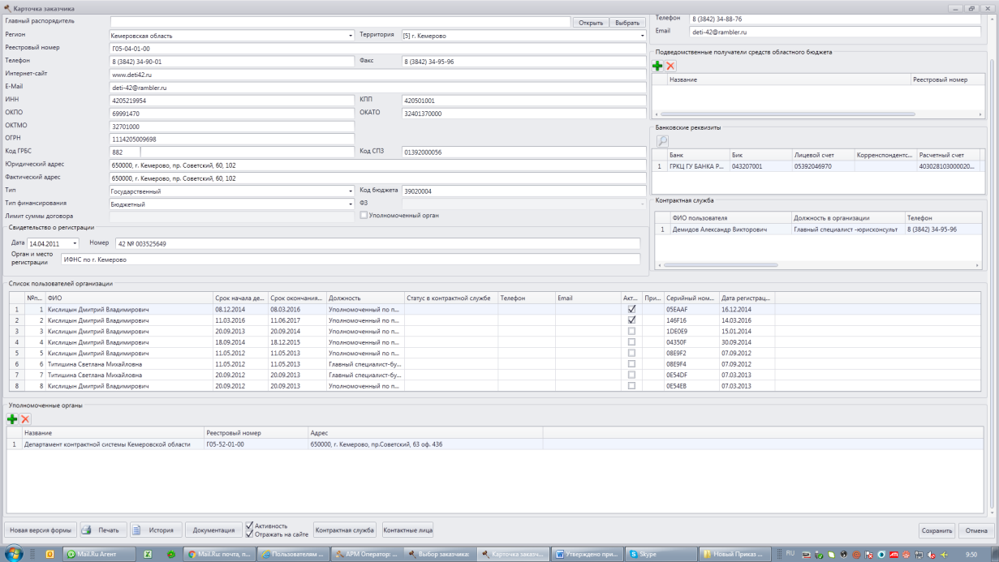 Карточка заказчика
Главный распорядитель Открыть Выбрать
Регион Кемеровская область Территория [5] г. Кемерово
Реестровый номер Г05-04-01-00
Телефон 8 (3842) 34-90-01 Факс 8 (3842) 34-95-96
Интернет-сайт www.deti42.ru
E-Mail deti-42@rambler.ru
ИНН 4205219954 КПП 420501001
ОКПО 69991470 ОКАТО 32401370000
ОКТМО 32701000
ОГРН 1114205009698
Код ГРБС 882 Код СПЗ 01392000056
Юридический адрес 650000, г. Кемерово, пр. Советский, 60, 102
Фактический адрес 650000, г. Кемерово, пр. Советский, 60, 102
Тип Государственный Код бюджета 39020004
Тип финансирования Бюджетный ФЗ
Лимит суммы договора Уполномоченный орган
Свидетельство о регистрации
Дата 14.04.2011 Номер 42 № 003525649
Орган и место
регистрации ИФНС по г. Кемерово
Телефон 8 (3842) 34-88-76
Email deti-42@rambler.ru
Подведомственные получатели средств областного бюджета
Название Реестровый номер
Банковские реквизиты
Банк Бик Лицевой счет Корреспондентс... Расчетный счет
1 ГРКЦ ГУ БАНКА Р... 043207001 05392046970 403028103000020...
Контрактная служба
ФИО пользователя Должность в организации Телефон
1 Демидов Александр Викторович Главный специалист -юрисконсульт 8 (3842) 34-95-96
Список пользователей организации
№п... ФИО Срок начала де... Срок окончания... Должность Статус в контрактной службе Телефон Email Акт... При... Серийный ном... Дата регистрац...
1 1 Кислицын Дмитрий Владимирович 08.12.2014 08.03.2016 Уполномоченный по п... 05EAAF 16.12.2014
2 2 Кислицын Дмитрий Владимирович 11.03.2016 11.06.2017 Уполномоченный по п... 146F16 14.03.2016
3 3 Кислицын Дмитрий Владимирович 20.09.2013 20.09.2014 Уполномоченный по п... 1DE0E9 15.01.2014
4 4 Кислицын Дмитрий Владимирович 18.09.2014 18.12.2015 Уполномоченный по п... 04350F 30.09.2014
5 5 Кислицын Дмитрий Владимирович 11.05.2012 11.05.2013 Уполномоченный по п... 08E9F2 07.09.2012
6 6 Титишина Светлана Михайловна 11.05.2012 11.05.2013 Главный специалист-бу... 08E9F4 07.09.2012
7 7 Титишина Светлана Михайловна 20.09.2012 20.09.2013 Главный специалист-бу... 0E54DF 07.03.2013
8 8 Кислицын Дмитрий Владимирович 20.09.2012 20.09.2013 Уполномоченный по п... 0E54EB 07.03.2013
Уполномоченные органы
Название Реестровый номер Адрес
1 Департамент контрактной системы Кемеровской области Г05-52-01-00 650000, г. Кемерово, пр.Советский, 63 оф. 436
Новая версия формы Печать История Документация Активность Контрактная служба Контактные лица Сохранить Отмена
Отражать на сайте
Mail.Ru Агент Mail.Ru: почта, п... Пользователям ... АРМ Оператор: ... Выбор заказчика: Карточка заказч... Утверждено при... Skype Новый Приказ ... RU 9:50